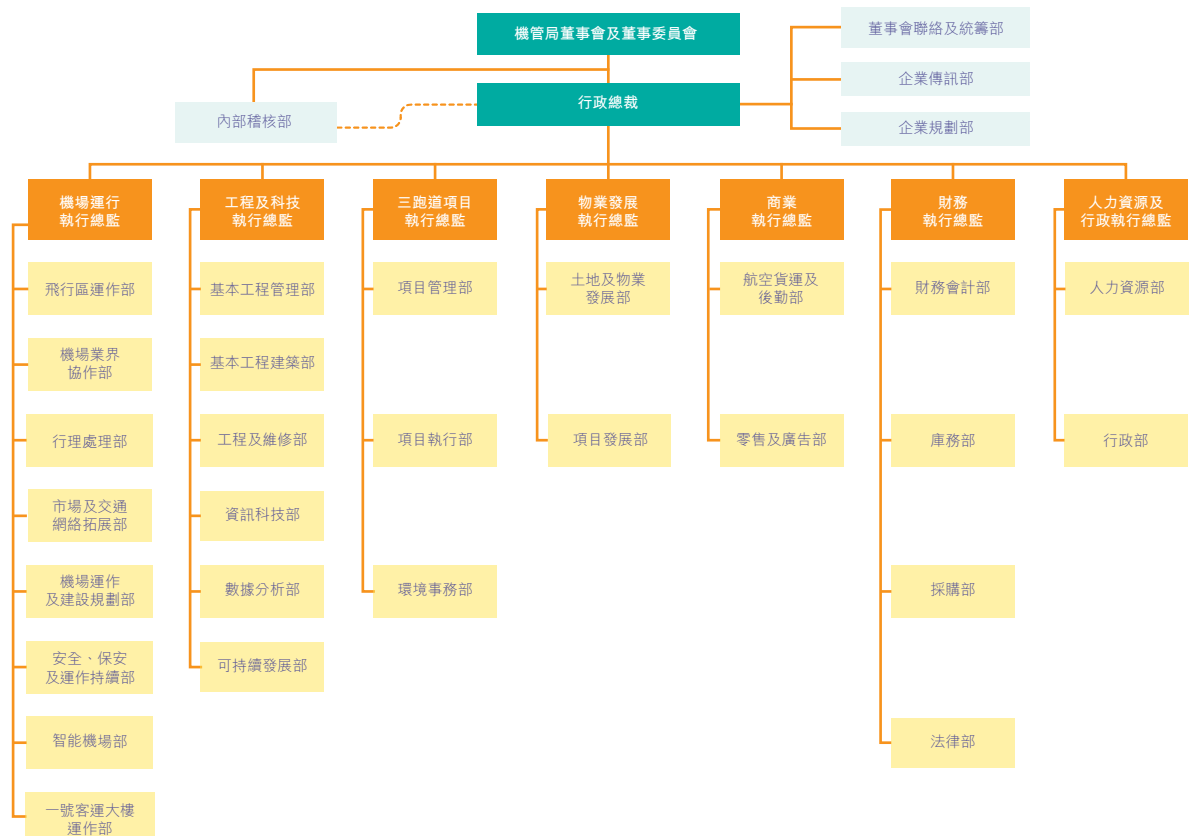 機管局董事會及董事委員會
董事會聯絡及統籌部
企業傳訊部
行政總裁
內部稽核部
企業規劃部
機場運行
執行總監
工程及科技
執行總監
三跑道項目
執行總監
物業發展
執行總監
商業
執行總監
財務
執行總監
人力資源及
行政執行總監
飛行區運作部
機場業界
協作部
行理處理部
市場及交通
網絡拓展部
機場運作
及建設規劃部
安全、保安
及運作持續部
智能機場部
一號客運大樓
運作部
基本工程管理部
基本工程建築部
工程及維修部
資訊科技部
數據分析部
可持續發展部
項目管理部
項目執行部
環境事務部
土地及物業
發展部
項目發展部
航空貨運及
後勤部
零售及廣告部
財務會計部
庫務部
採購部
法律部
人力資源部
行政部